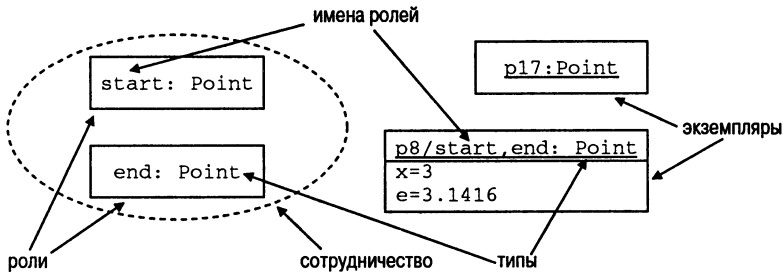 имена ролей
start: Point
p17:Point
экземпляры
p8/start,end: Point
end: Point
x=3
e=3.1416
роли
сотрудничество
типы